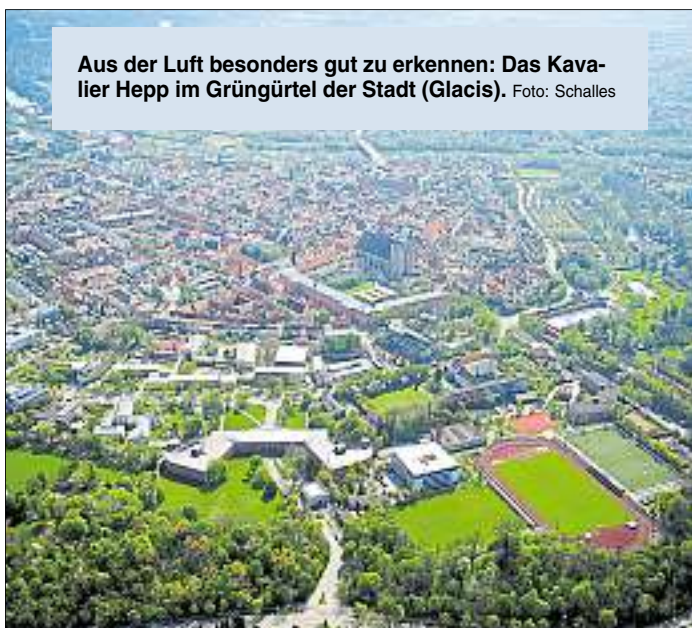 Aus der Luft besonders gut zu erkennen: Das Kava-
lier Hepp im Grüngürtel der Stadt (Glacis). Foto: Schalles